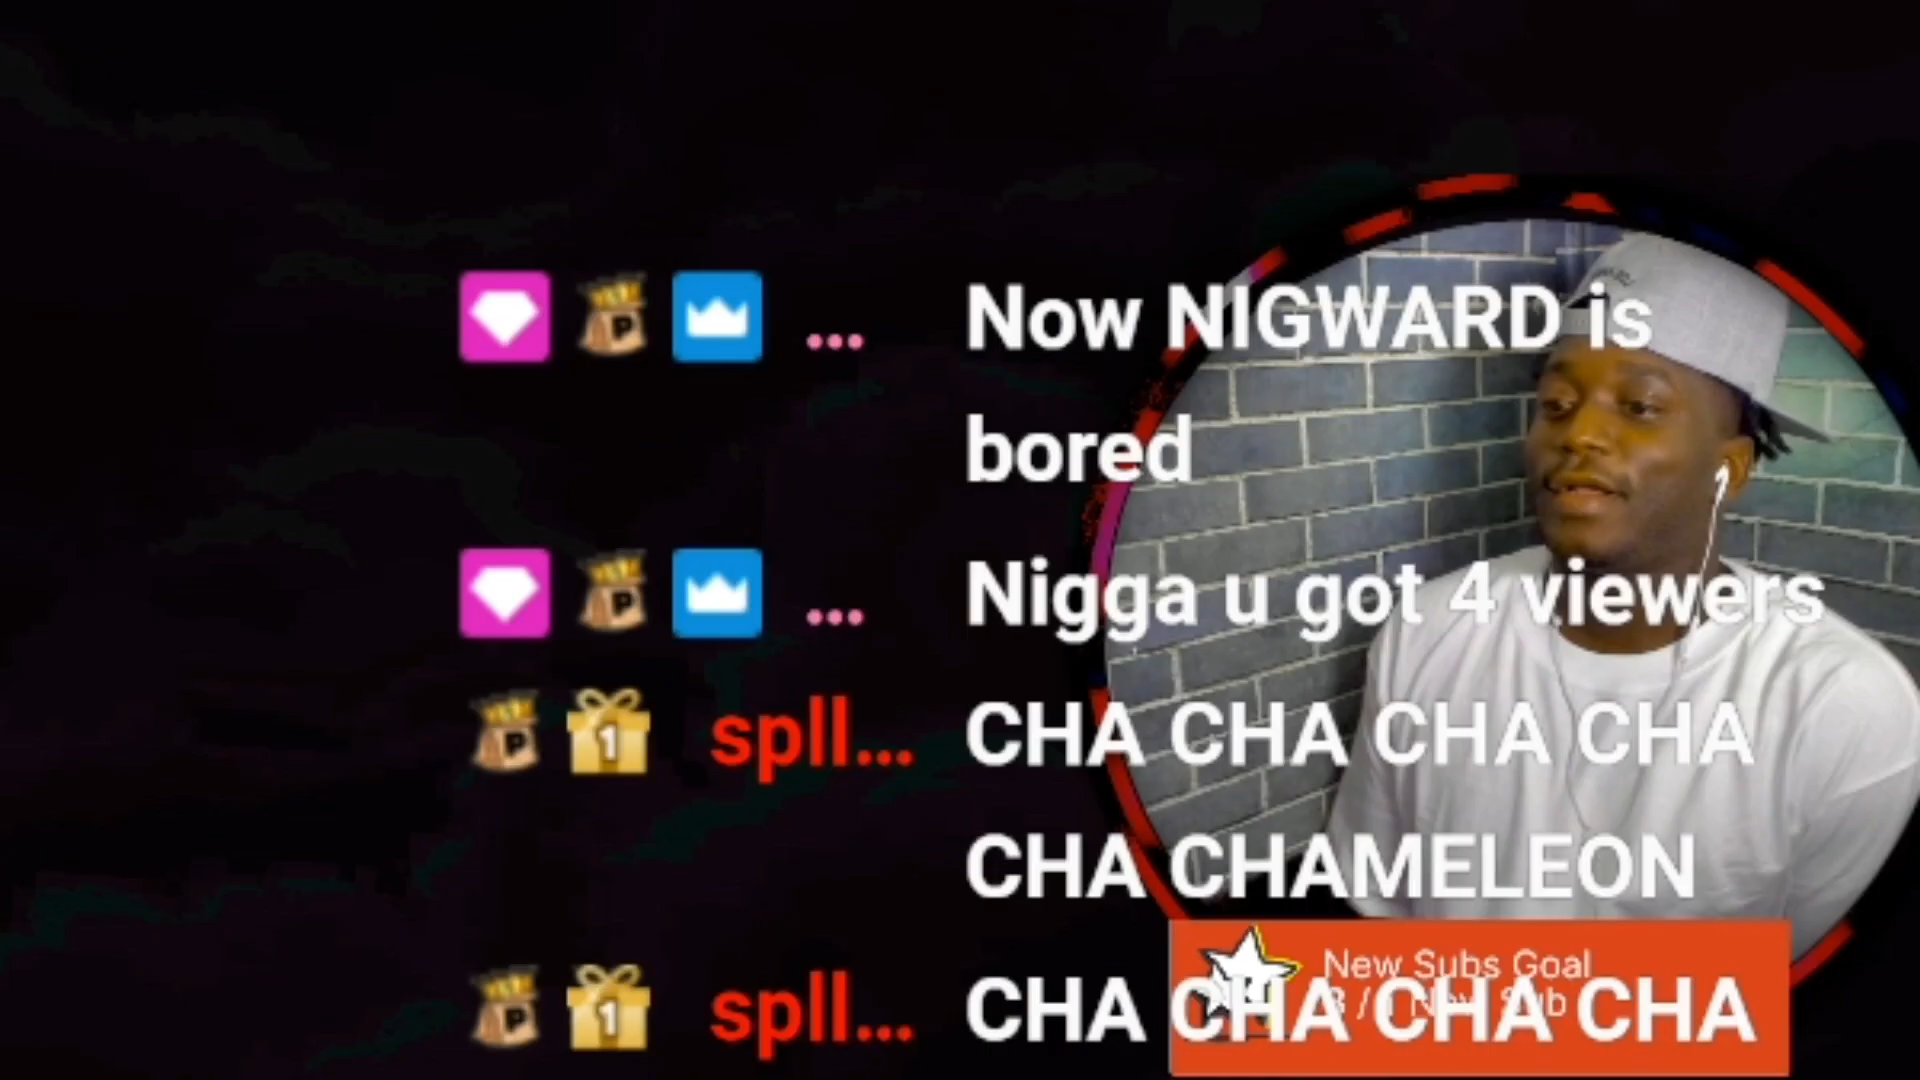 Now NIGWARD is
bored
Nigga u got 4 viewers
spll... CHA CHA CHA CHA
CHA CHAMELEON
New Subs Goal
spll... CHA CHA CHA CHA